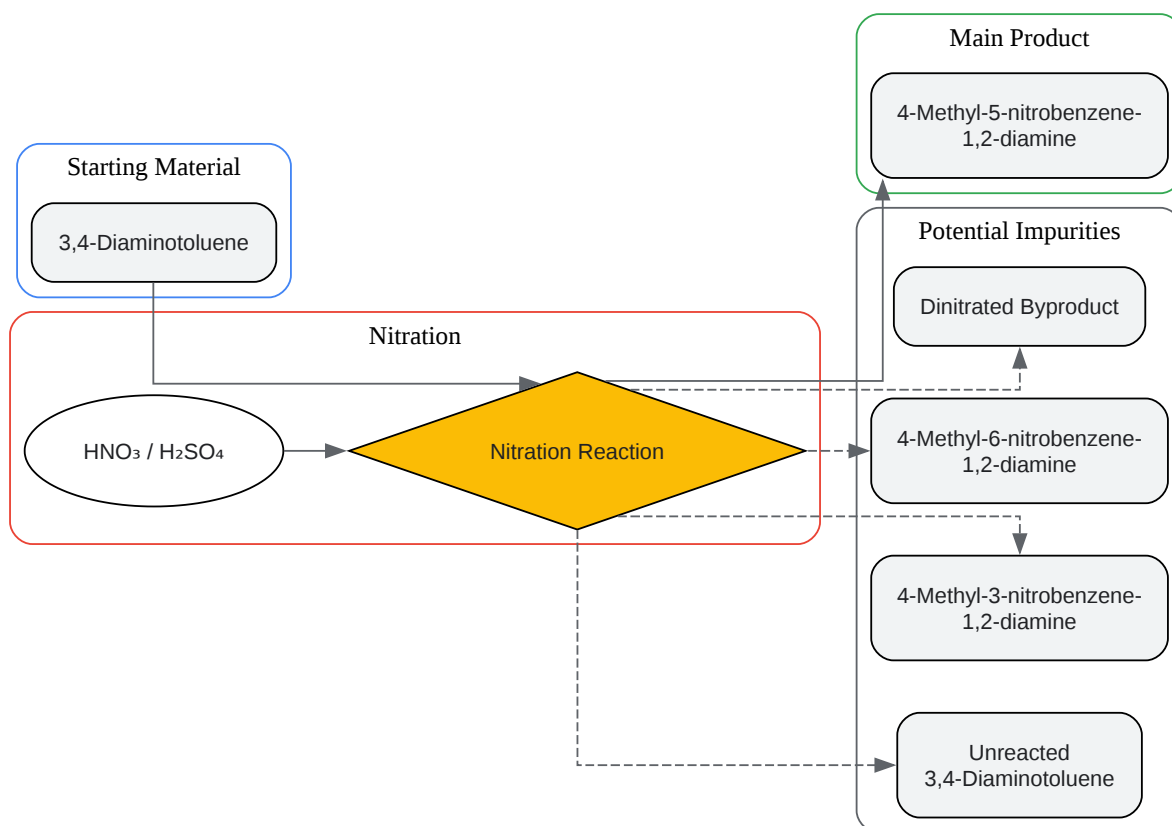 Main Product
4-Methyl-5-nitrobenzene-
1,2-diamine
Starting Material
3,4-Diaminotoluene
Potential Impurities
Dinitrated Byproduct
Nitration
HNO₃ / H₂SO₄
Nitration Reaction
4-Methyl-6-nitrobenzene-
1,2-diamine
4-Methyl-3-nitrobenzene-
1,2-diamine
Unreacted
3,4-Diaminotoluene